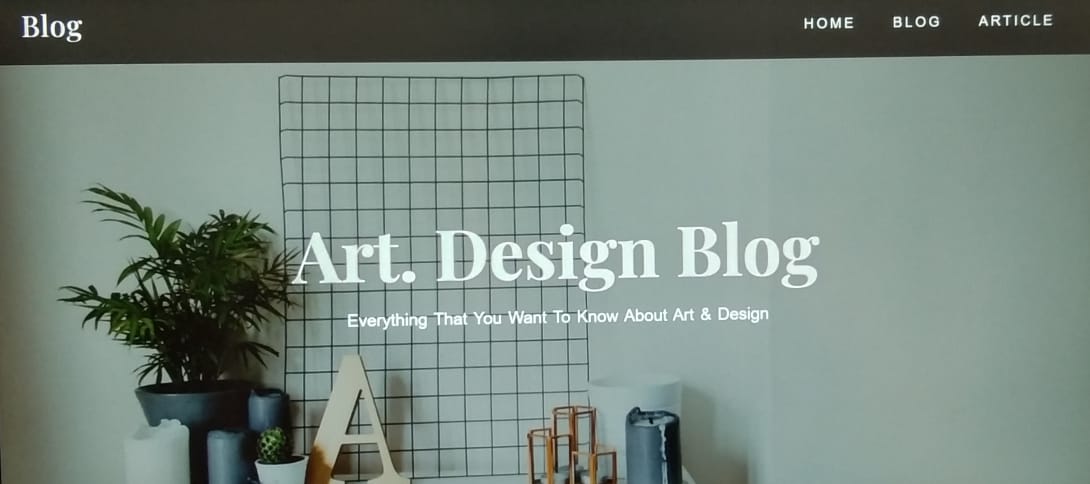 Blog
HOME BLOG ARTICLE
Art. Design Blog
Everything That You Want To Know About Art & Design
A